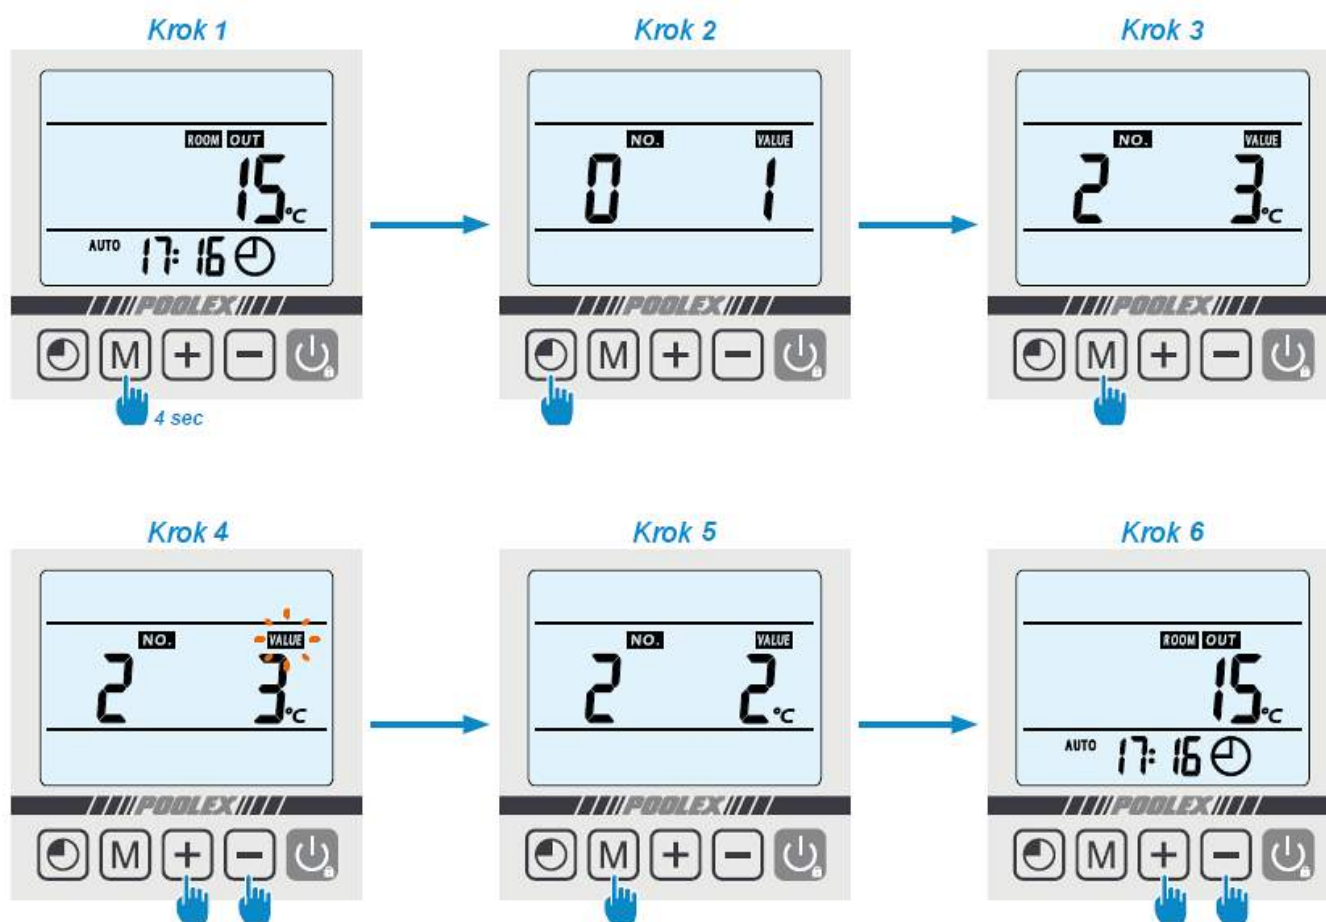 Krok 1
ROOM OUT
15°C
AUTO 17:16
POOLEX
M
4 sec
Krok 2
NO. VALUE
0 1
POOLEX
M
Krok 3
NO. VALUE
2 3°C
POOLEX
M
Krok 4
NO. VALUE
2 3°C
POOLEX
M
Krok 5
NO. VALUE
2 2°C
POOLEX
M
Krok 6
ROOM OUT
15°C
AUTO 17:16
POOLEX
M